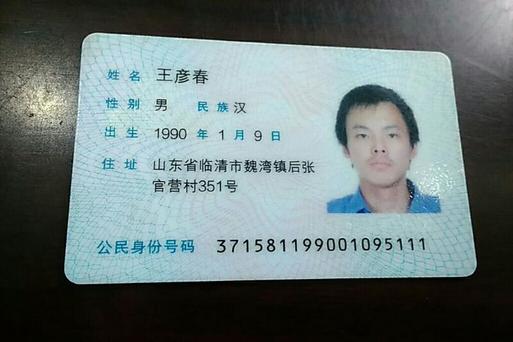 姓名 王彦春
性别 男 民族 汉
出生 1990 年 1 月 9 日
住址 山东省临清市魏湾镇后张
官营村351号
公民身份号码 371581199001095111